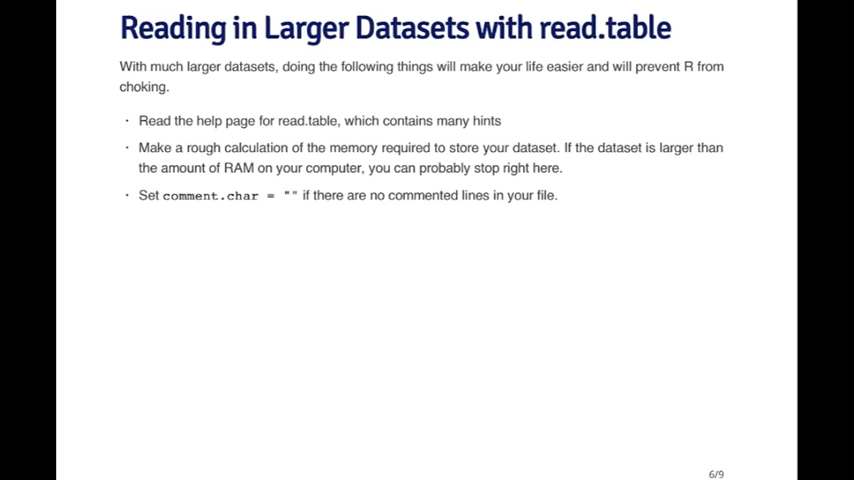 Reading in Larger Datasets with read.table
With much larger datasets, doing the following things will make your life easier and will prevent R from
choking.
· Read the help page for read.table, which contains many hints
· Make a rough calculation of the memory required to store your dataset. If the dataset is larger than
the amount of RAM on your computer, you can probably stop right here.
· Set comment.char = "" if there are no commented lines in your file.
6/9